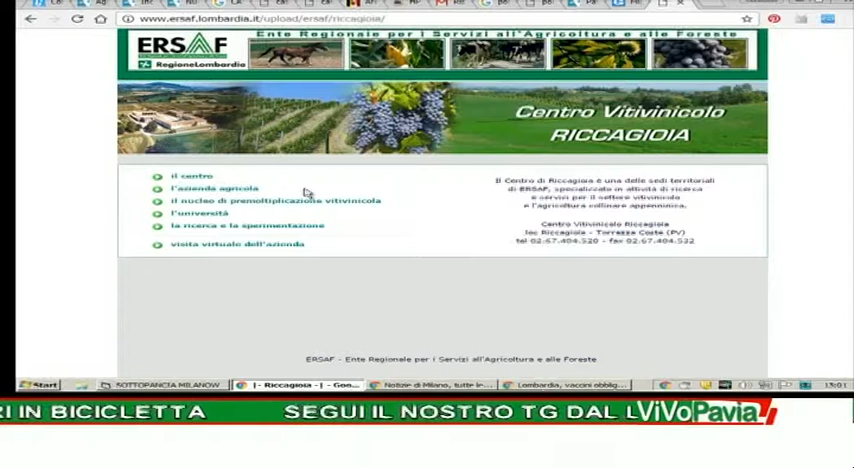 www.ersaf.lombardia.it/upload/ersaf/riccagioia/
Ente Regionale per i Servizi all'Agricoltura e alle Foreste
ERSAF
RegioneLombardia
Centro Vitivinicolo
RICCAGIOIA
il centro
l'azienda agricola
il nucleo di premoltiplicazione vitivinicola
l'università
la ricerca e la sperimentazione
visita virtuale dell'azienda
Il Centro di Riccagioia è una delle sedi territoriali
di ERSAF, specializzato in attività di ricerca
e servizi per il settore vitivinicolo
e l'agricoltura collinare appenninica.
Centro Vitivinicolo Riccagioia
loc Riccagioia - Torrazza Coste (PV)
tel 02-67.404.520 - fax 02-67.404.532
ERSAF - Ente Regionale per i Servizi all'Agricoltura e alle Foreste
Start
SOTTOPANCIA MILANOW
|- Riccagioia -| - Goo...
Notizie di Milano, tutte le...
Lombardia, vaccini obblig...
13:01
RI IN BICICLETTA SEGUI IL NOSTRO TG DAL L
ViVoPavia